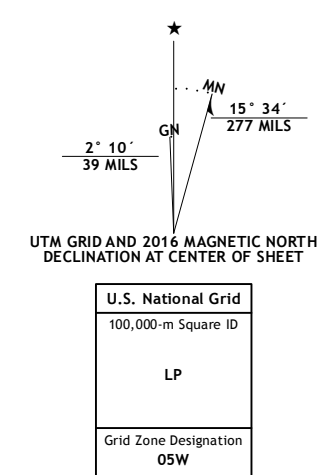 MN
15° 34´
277 MILS
GN
2° 10´
39 MILS
UTM GRID AND 2016 MAGNETIC NORTH
DECLINATION AT CENTER OF SHEET
U.S. National Grid
100,000-m Square ID
LP
Grid Zone Designation
05W